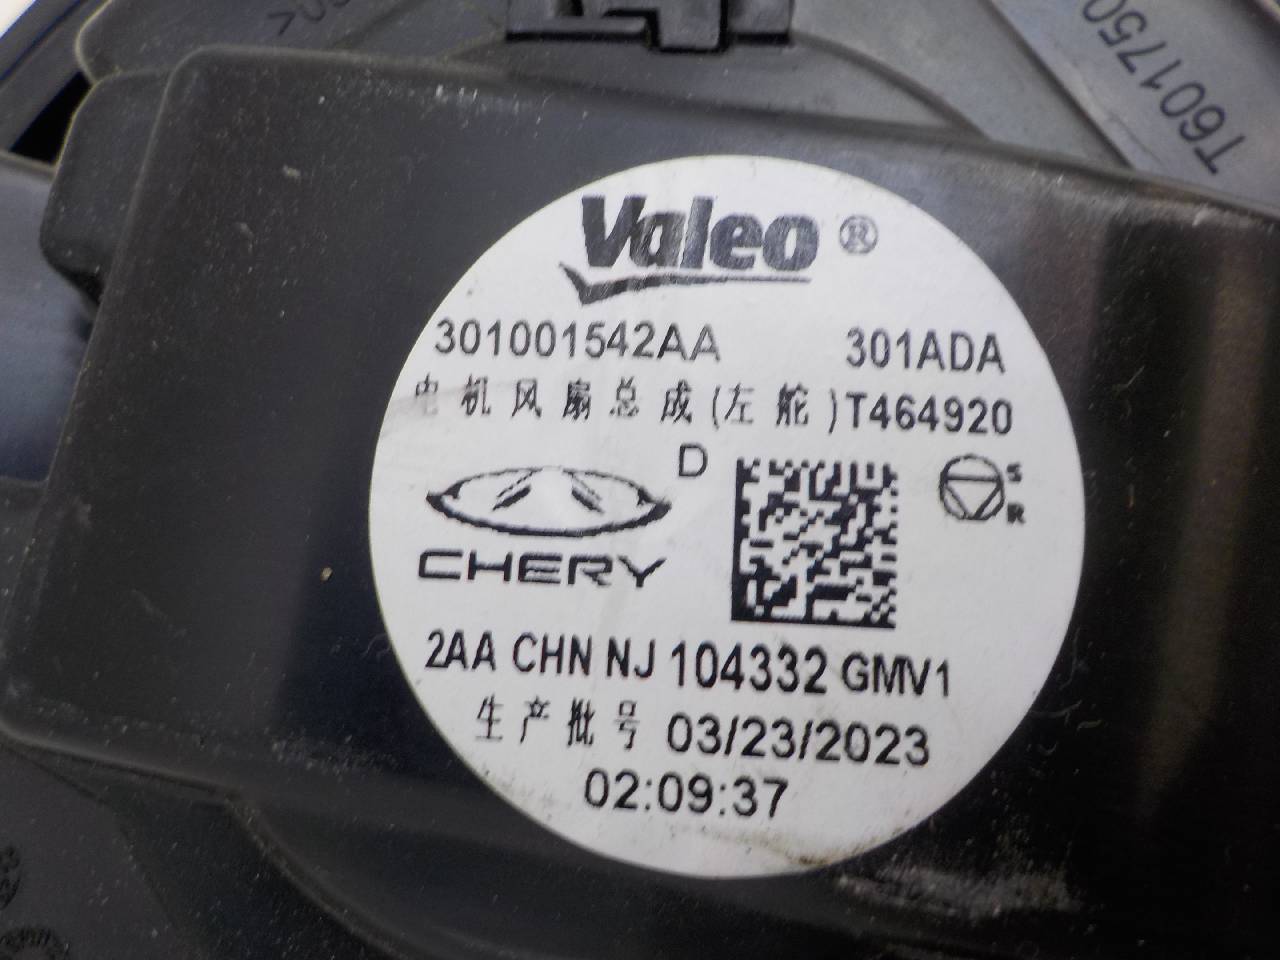 T601750
Valeo ®
301001542AA 301ADA
电机风扇总成(左舵)T464920
D
S
R
CHERY
2AA CHN NJ 104332 GMV1
生产批号 03/23/2023
02:09:37